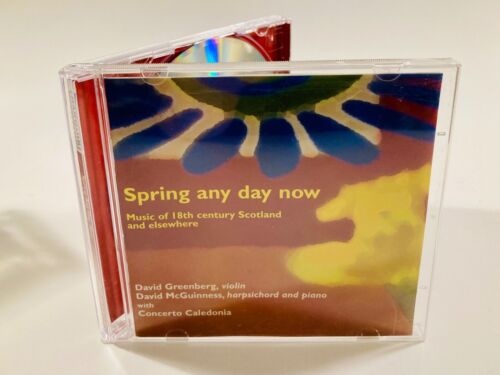 Spring any day now
Music of 18th century Scotland
and elsewhere
David Greenberg, violin
David McGuinness, harpsichord and piano
with
Concerto Caledonia